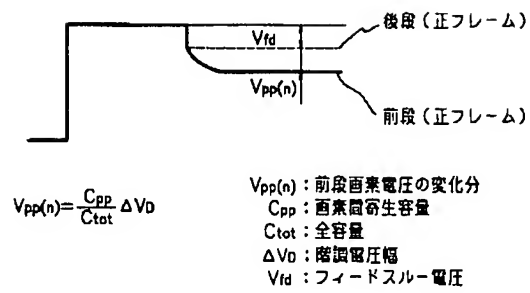 後段（正フレーム）
Vfd
Vpp(n)
前段（正フレーム）
Vpp(n)=Cpp/Ctot ΔVD
Vpp(n)：前段画素電圧の変化分
Cpp：画素間寄生容量
Ctot：全容量
ΔVD：階調電圧幅
Vfd：フィードスルー電圧